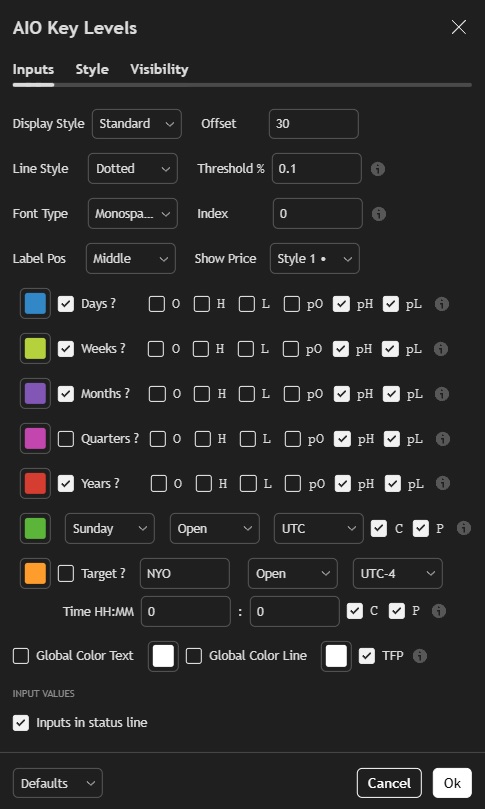 AIO Key Levels
Inputs Style Visibility
Display Style Standard Offset 30
Line Style Dotted Threshold % 0.1
Font Type Monospa... Index 0
Label Pos Middle Show Price Style 1 •
Days ? O H L pO pH pL
Weeks ? O H L pO pH pL
Months ? O H L pO pH pL
Quarters ? O H L pO pH pL
Years ? O H L pO pH pL
Sunday Open UTC C P
Target ? NYO Open UTC-4
Time HH:MM 0 : 0 C P
Global Color Text Global Color Line TFP
INPUT VALUES
Inputs in status line
Defaults Cancel Ok